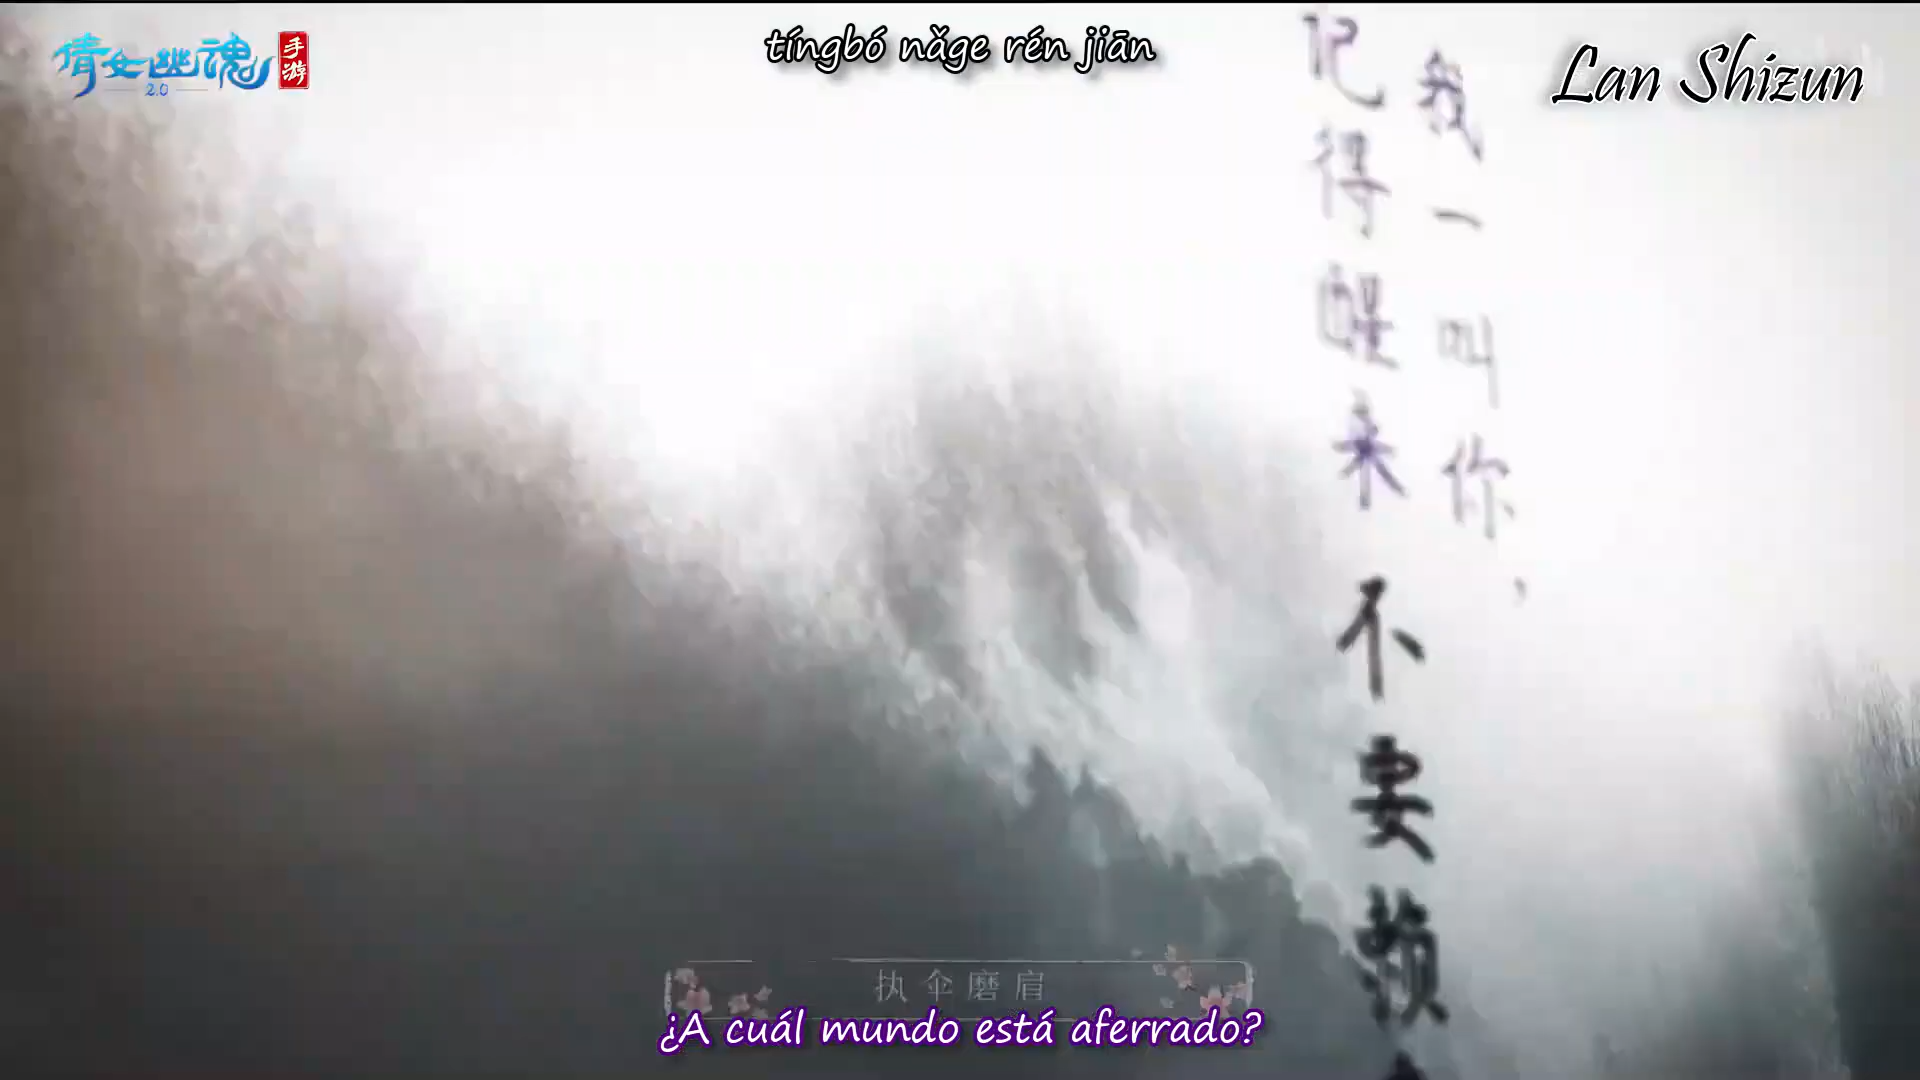 倩女幽魂
手游
2.0
tíngbó nǎge rén jiān
Lan Shizun
我一叫你，
记得醒来
不要赖
执伞磨肩
¿A cuál mundo está aferrado?